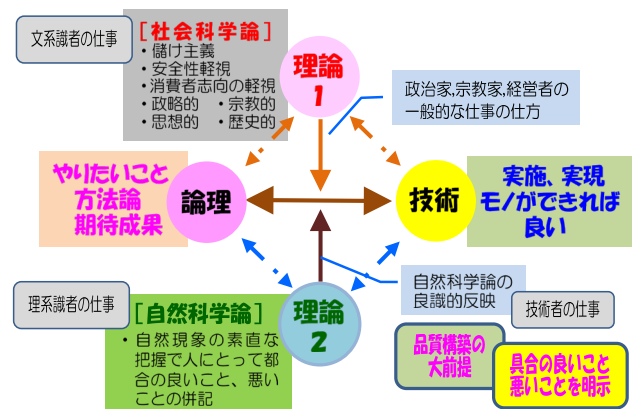 文系識者の仕事
[社会科学論]
・儲け主義
・安全性軽視
・消費者志向の軽視
・政略的 ・宗教的
・思想的 ・歴史的
理論
1
政治家,宗教家,経営者の
一般的な仕事の仕方
やりたいこと
方法論
期待成果
論理
技術
実施、実現
モノができれば
良い
自然科学論の
良識的反映
理系識者の仕事
[自然科学論]
・自然現象の素直な
把握で人にとって都
合の良いこと、悪い
ことの併記
理論
2
技術者の仕事
品質構築の
大前提
具合の良いこと
悪いことを明示